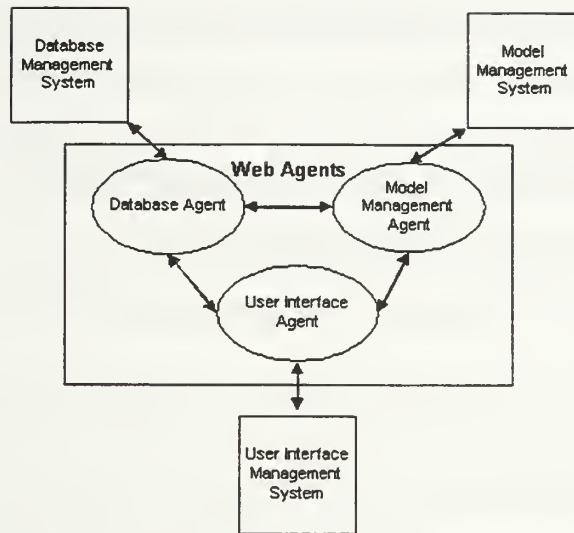 Database
Management
System
Model
Management
System
Web Agents
Database Agent
Model
Management
Agent
User Interface
Agent
User Interface
Management
System